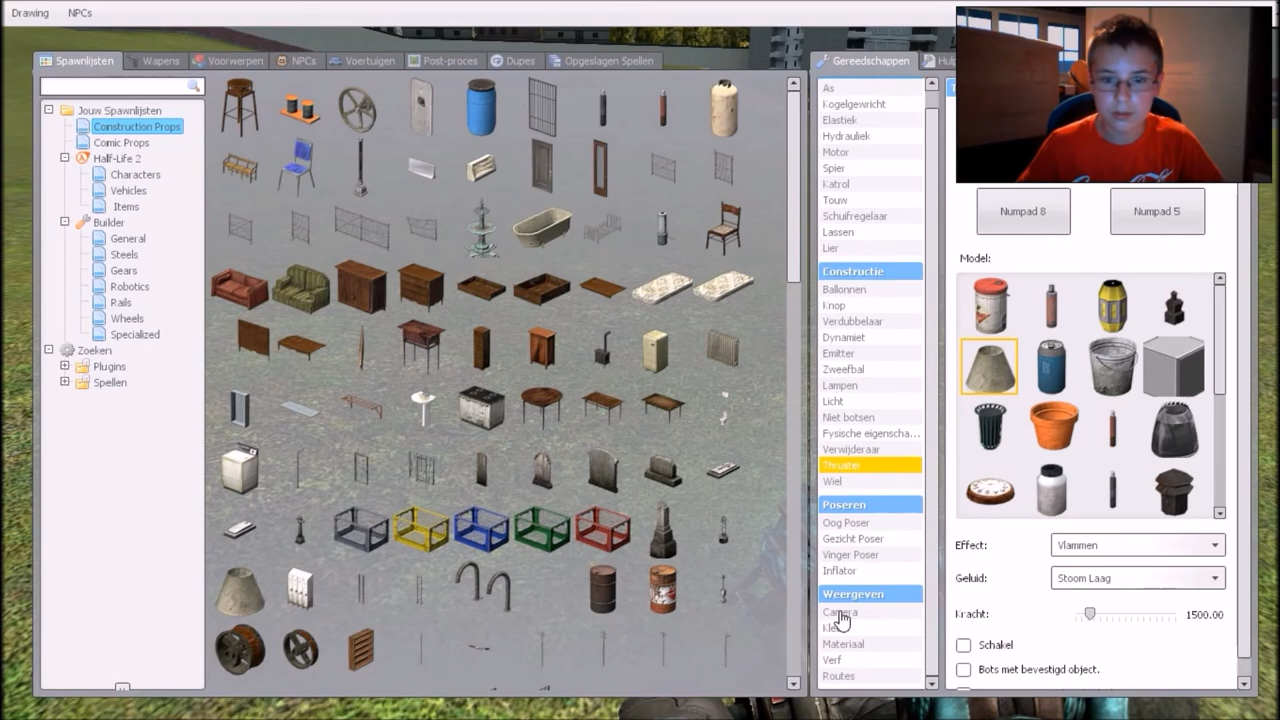 Drawing NPCs
Spawnlijsten Wapens Voorwerpen NPCs Voertuigen Post-proces Dupes Opgeslagen Spellen
Gereedschappen
Jouw Spawnlijsten
Construction Props
Comic Props
Half-Life 2
Characters
Vehicles
Items
Builder
General
Steels
Gears
Robotics
Rails
Wheels
Specialized
Zoeken
Plugins
Spellen
As
Kogelgewricht
Elastiek
Hydrauliek
Motor
Spier
Katrol
Touw
Schuifregelaar
Lassen
Lier
Constructie
Ballonnen
Knop
Verdubbelaar
Dynamiet
Emitter
Zweefbal
Lampen
Licht
Niet botsen
Fysische eigenscha...
Verwijderaar
Thruster
Wiel
Poseren
Oog Poser
Gezicht Poser
Vinger Poser
Inflator
Weergeven
Camera
Materiaal
Verf
Routes
Numpad 8 Numpad 5
Model:
Effect: Vlammen
Geluid: Stoom Laag
Kracht: 1500.00
Schakel
Bots met bevestigd object.